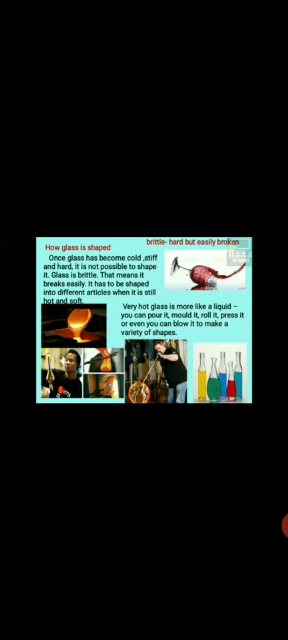 How glass is shaped
brittle- hard but easily broken
Once glass has become cold ,stiff
and hard, it is not possible to shape
it. Glass is brittle. That means it
breaks easily. It has to be shaped
into different articles when it is still
hot and soft.
Very hot glass is more like a liquid –
you can pour it, mould it, roll it, press it
or even you can blow it to make a
variety of shapes.